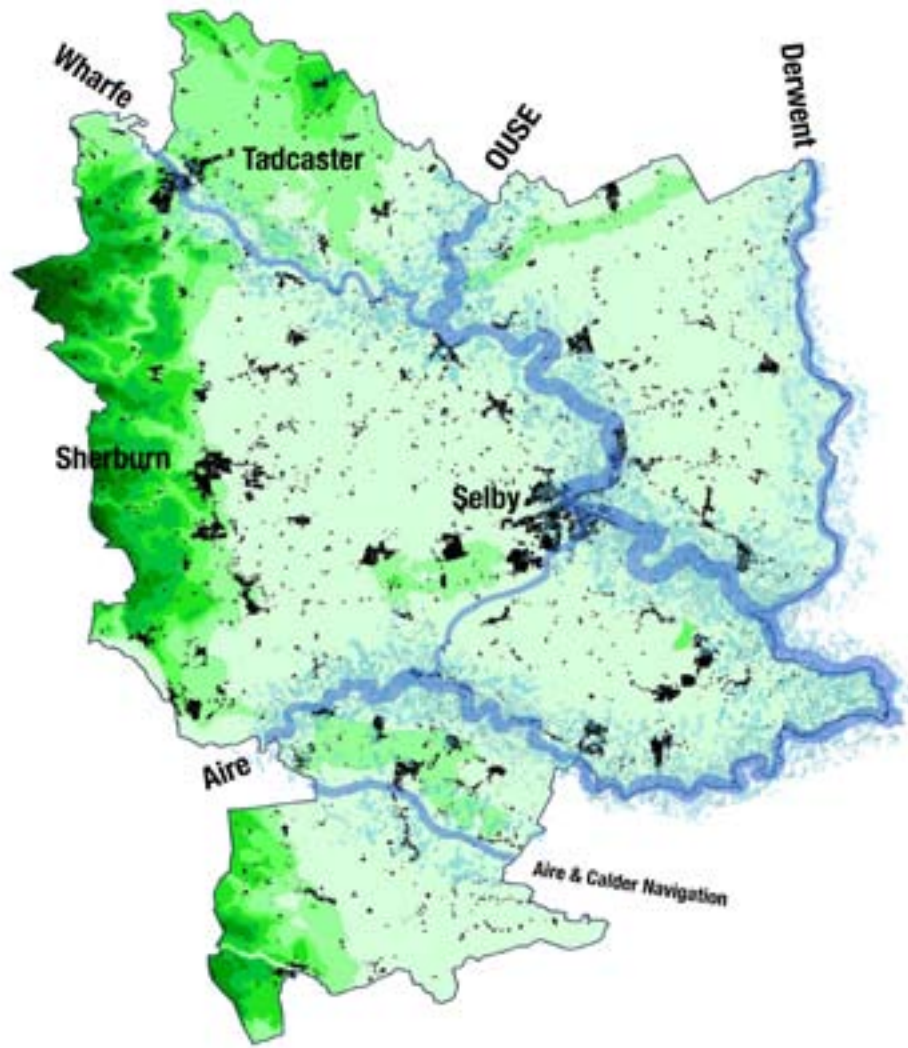 Wharfe
OUSE
Derwent
Tadcaster
Sherburn
Selby
Aire
Aire & Calder Navigation